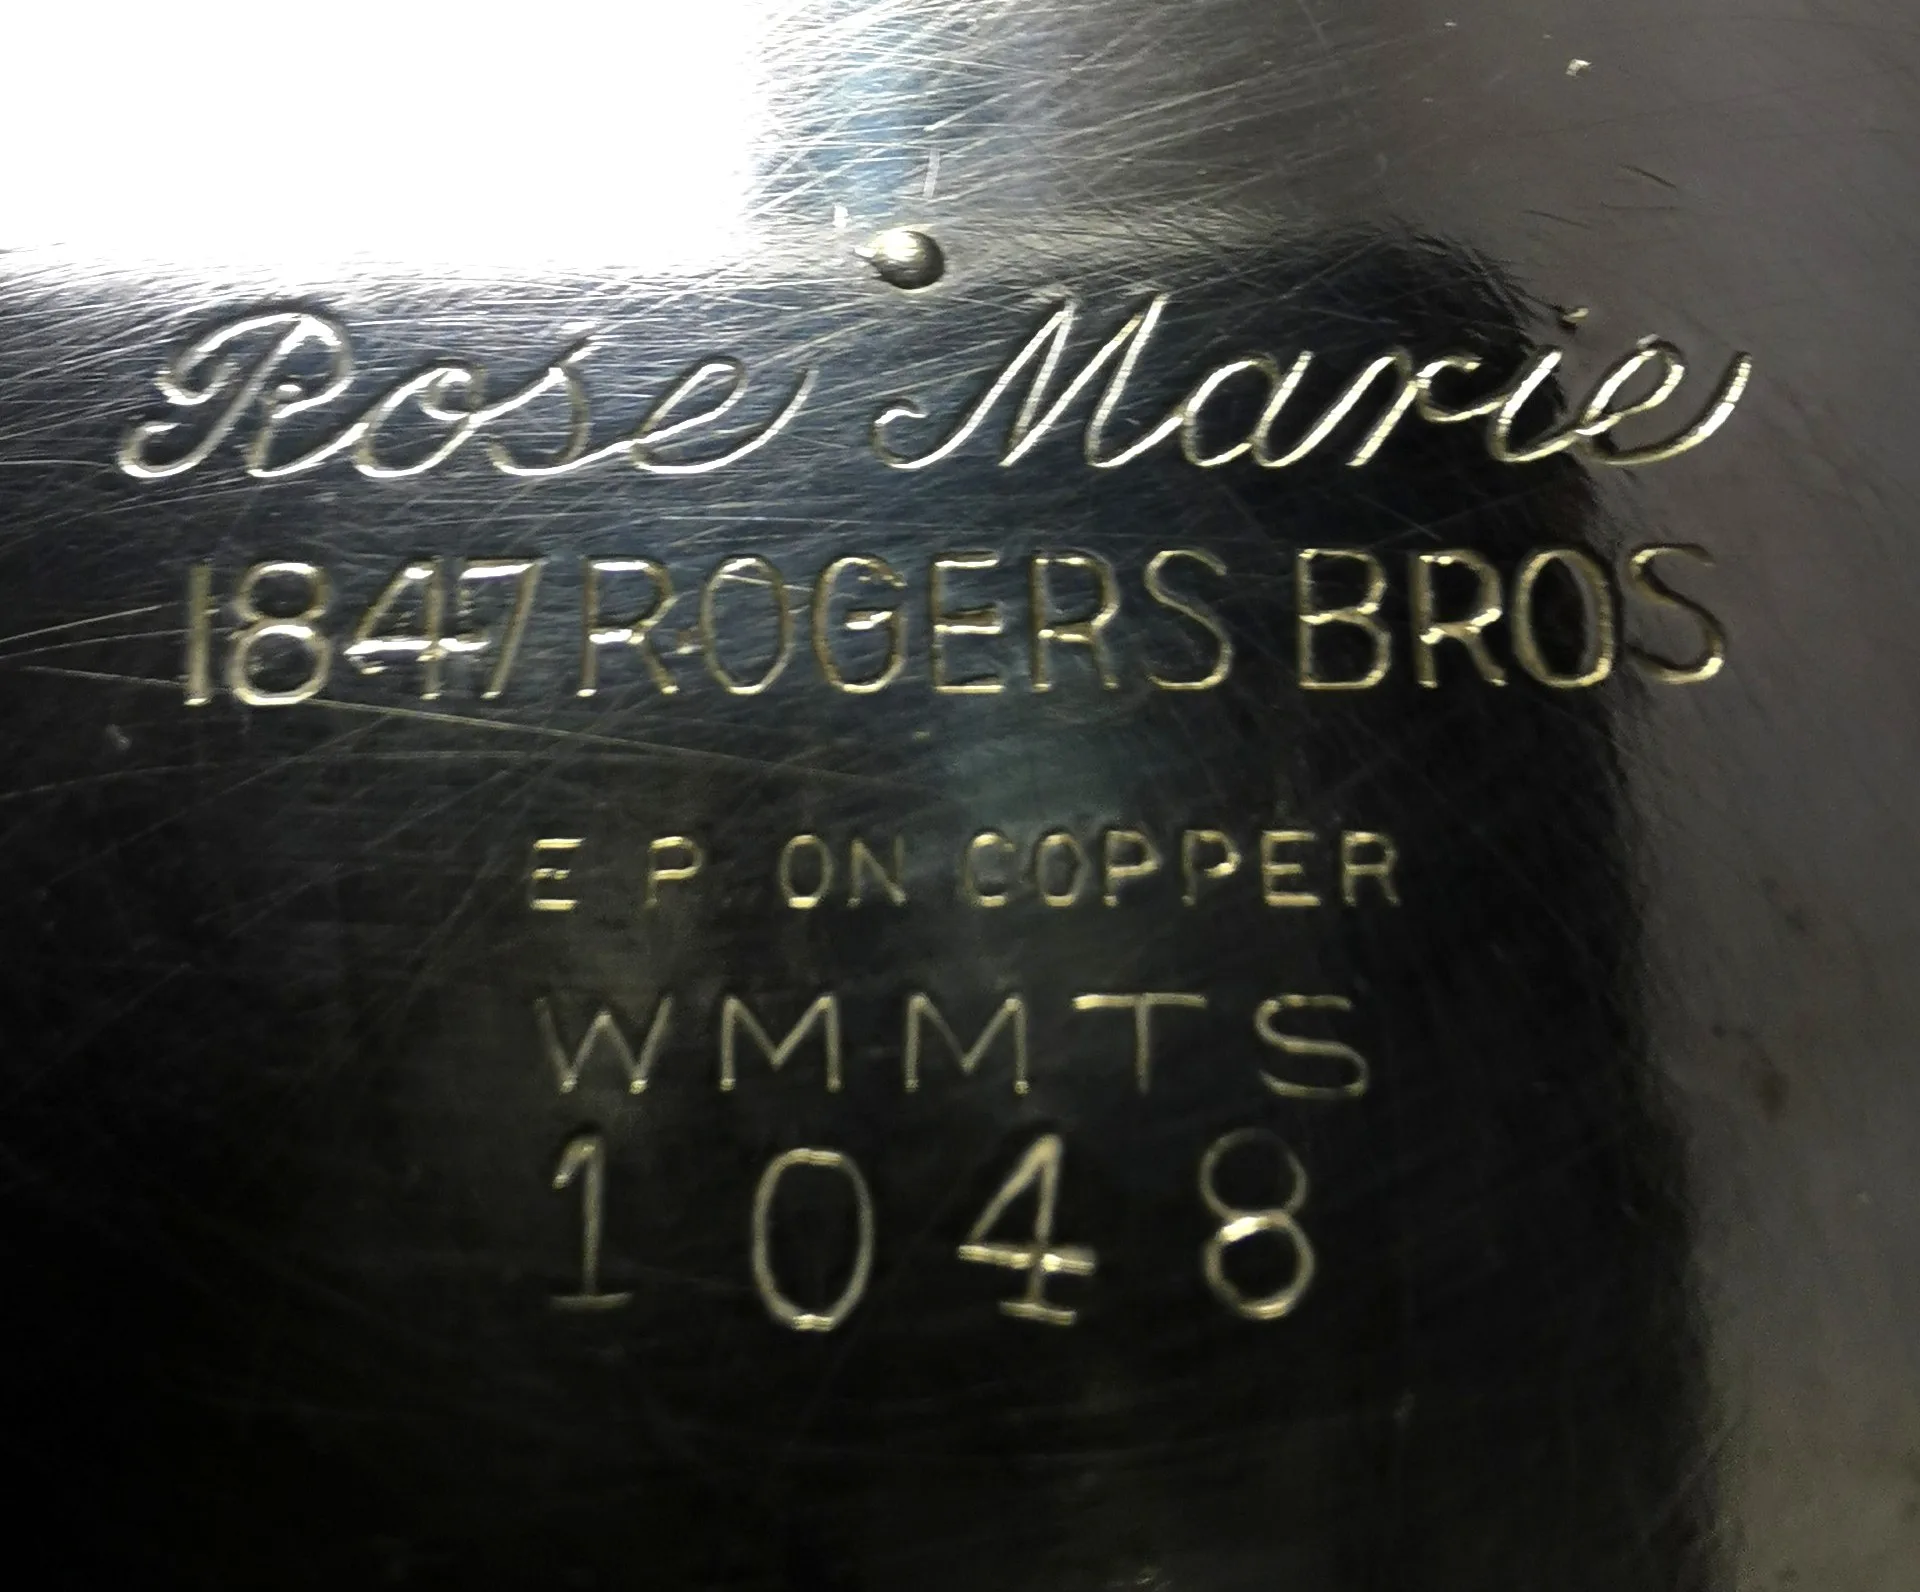 Rose Marie
1847 ROGERS BROS
E P ON COPPER
WMMTS
1048